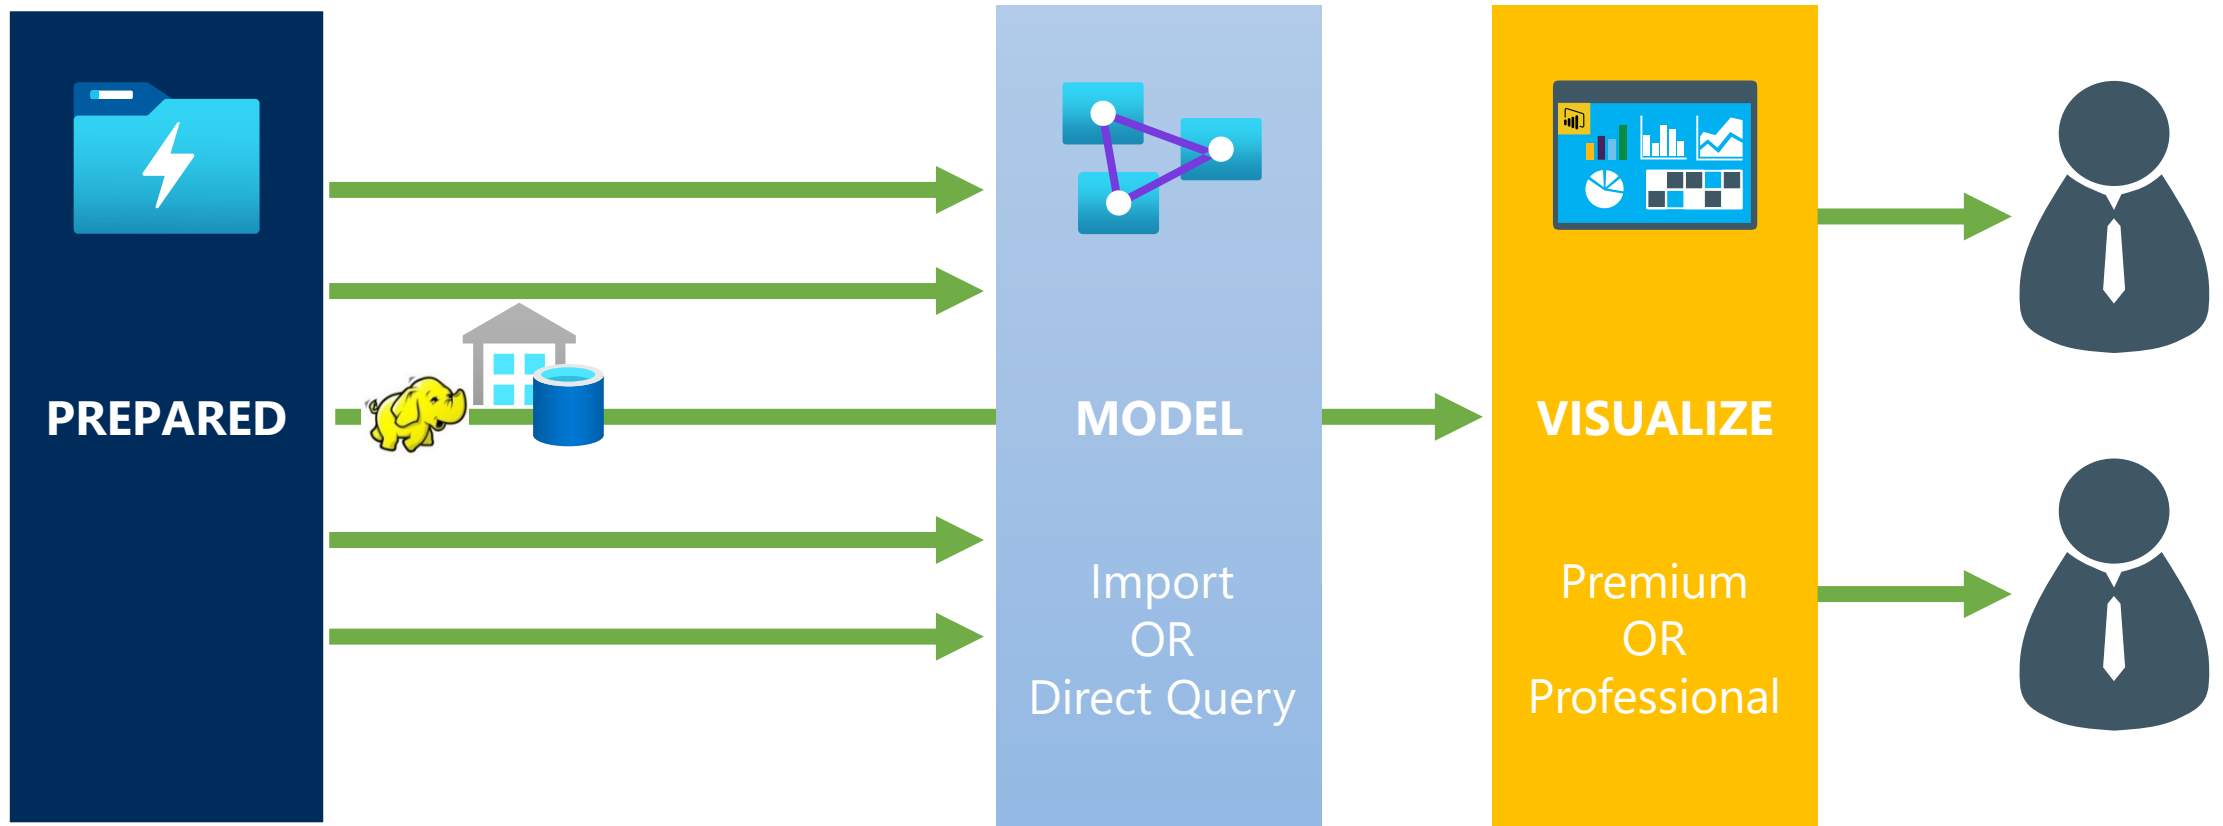 PREPARED
MODEL
Import
OR
Direct Query
VISUALIZE
Premium
OR
Professional